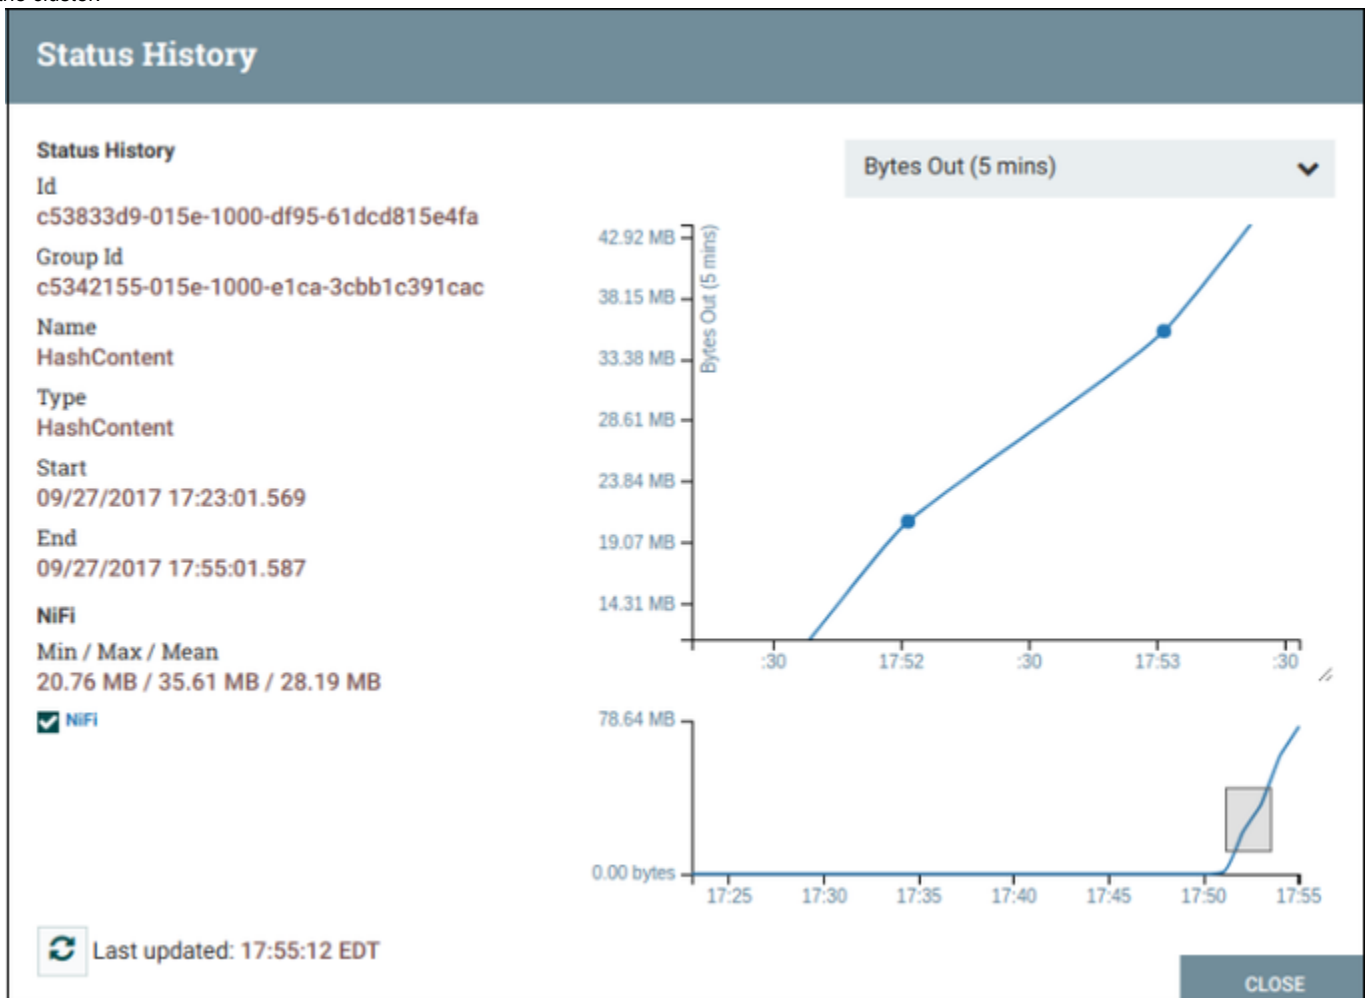 Status History
Status History
Id
c53833d9-015e-1000-df95-61dcd815e4fa
Group Id
c5342155-015e-1000-e1ca-3cbb1c391cac
Name
HashContent
Type
HashContent
Start
09/27/2017 17:23:01.569
End
09/27/2017 17:55:01.587
NiFi
Min / Max / Mean
20.76 MB / 35.61 MB / 28.19 MB
NiFi
Bytes Out (5 mins)
Bytes Out (5 mins)
42.92 MB
38.15 MB
33.38 MB
28.61 MB
23.84 MB
19.07 MB
14.31 MB
:30 17:52 :30 17:53 :30
78.64 MB
0.00 bytes
17:25 17:30 17:35 17:40 17:45 17:50 17:55
Last updated: 17:55:12 EDT
CLOSE